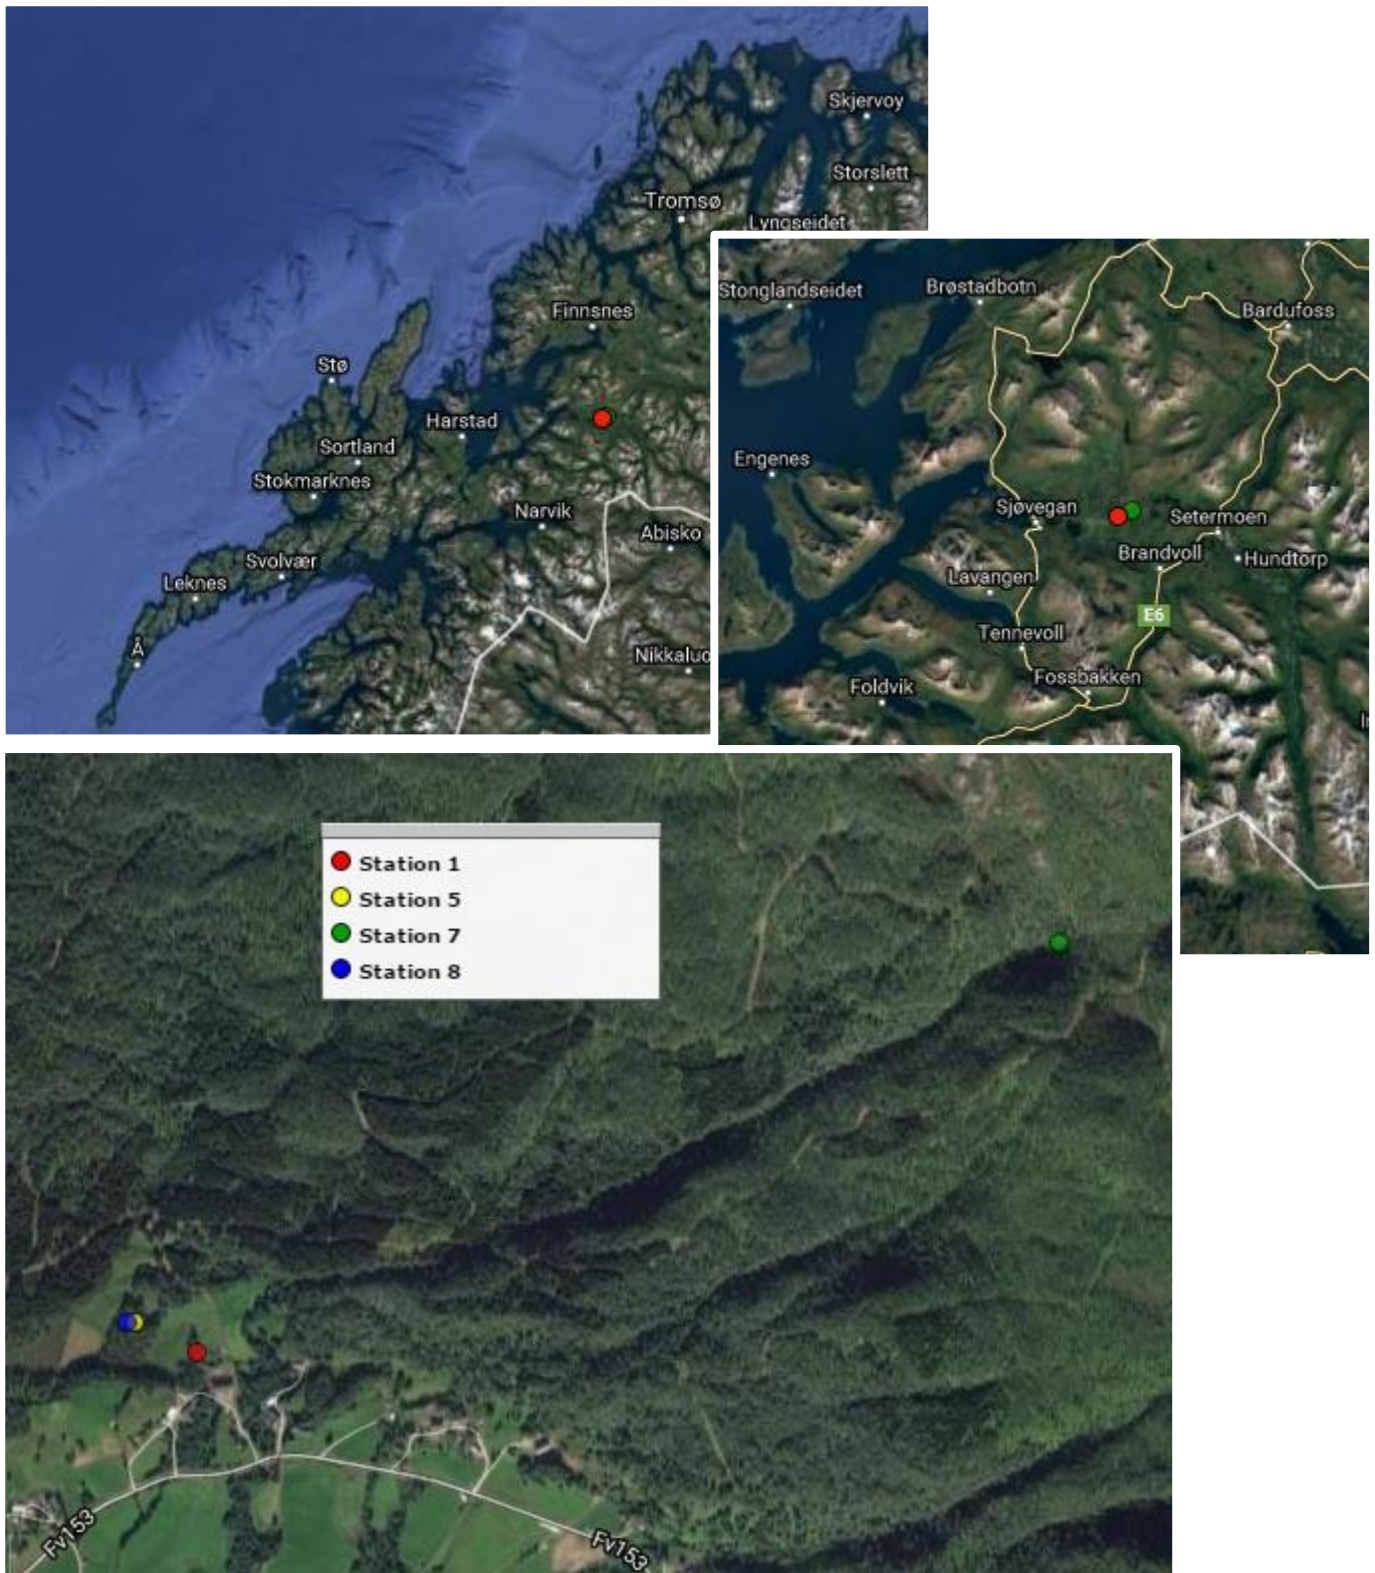 Skjervoy
Storslett
Tromsø
Lyngseidet
Finnsnes
Stø
Harstad
Sortland
Stokmarknes
Narvik
Abisko
Svolvær
Leknes
Å
Nikkaluo
Stonglandseidet
Brøstadbotn
Bardufoss
Engenes
Sjøvegan
Setermoen
Brandvoll
Hundtorp
Lavangen
E6
Tennevoll
Fossbakken
Foldvik
Station 1
Station 5
Station 7
Station 8
Fv153
Fv153